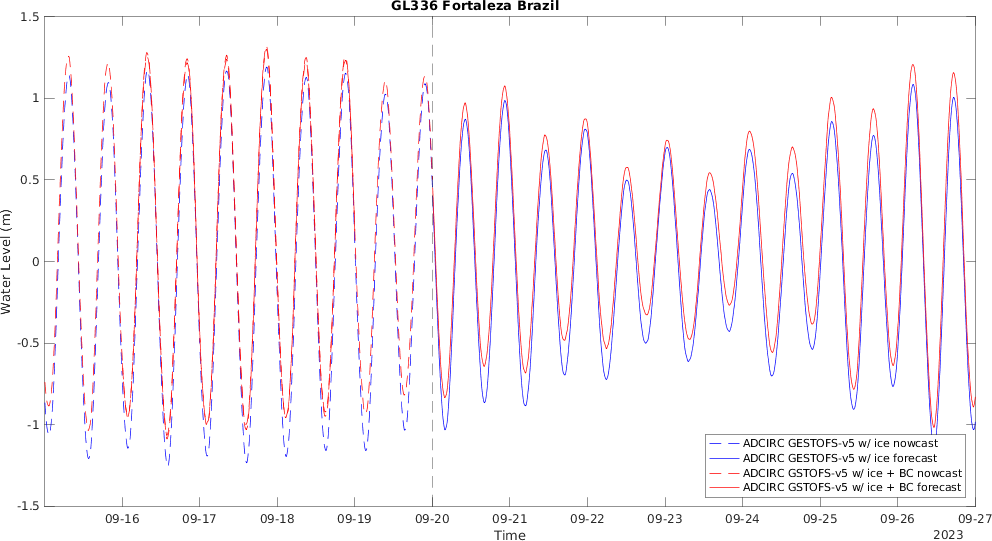 GL336 Fortaleza Brazil
1.5
1
0.5
0
-0.5
-1
-1.5
Water Level (m)
09-16
09-17
09-18
09-19
09-20
09-21
09-22
09-23
09-24
09-25
09-26
09-27
Time
2023
ADCIRC GESTOFS-v5 w/ ice nowcast
ADCIRC GESTOFS-v5 w/ ice forecast
ADCIRC GSTOFS-v5 w/ ice + BC nowcast
ADCIRC GSTOFS-v5 w/ ice + BC forecast